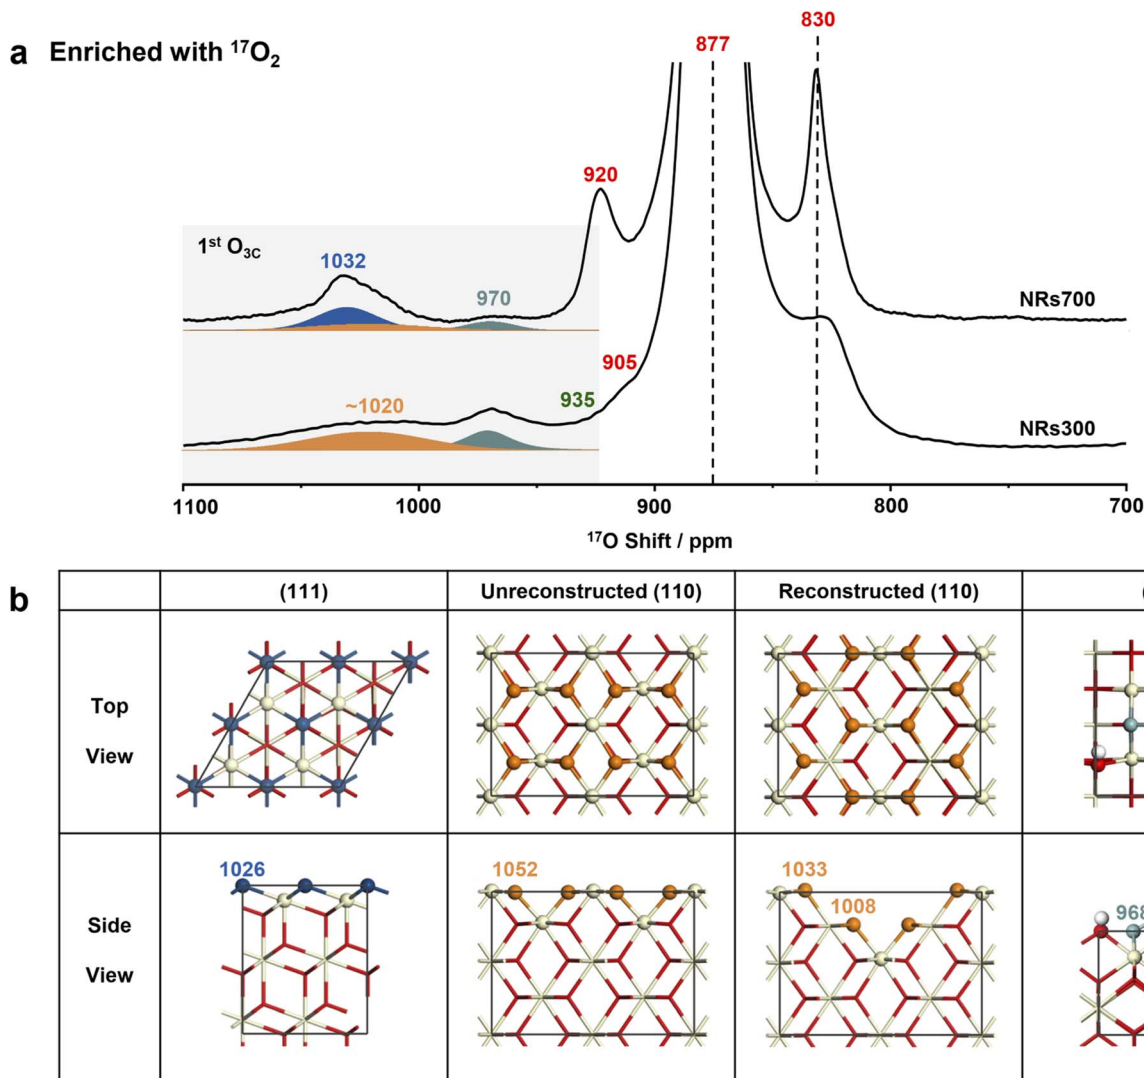 a Enriched with ¹⁷O₂
877
830
920
1ˢᵗ O₃C
1032
970
NRs700
905
935
~1020
NRs300
1100 1000 900 800 700
¹⁷O Shift / ppm
b
(111) Unreconstructed (110) Reconstructed (110) (
Top
View
1026 1052 1033
1008
968
Side
View